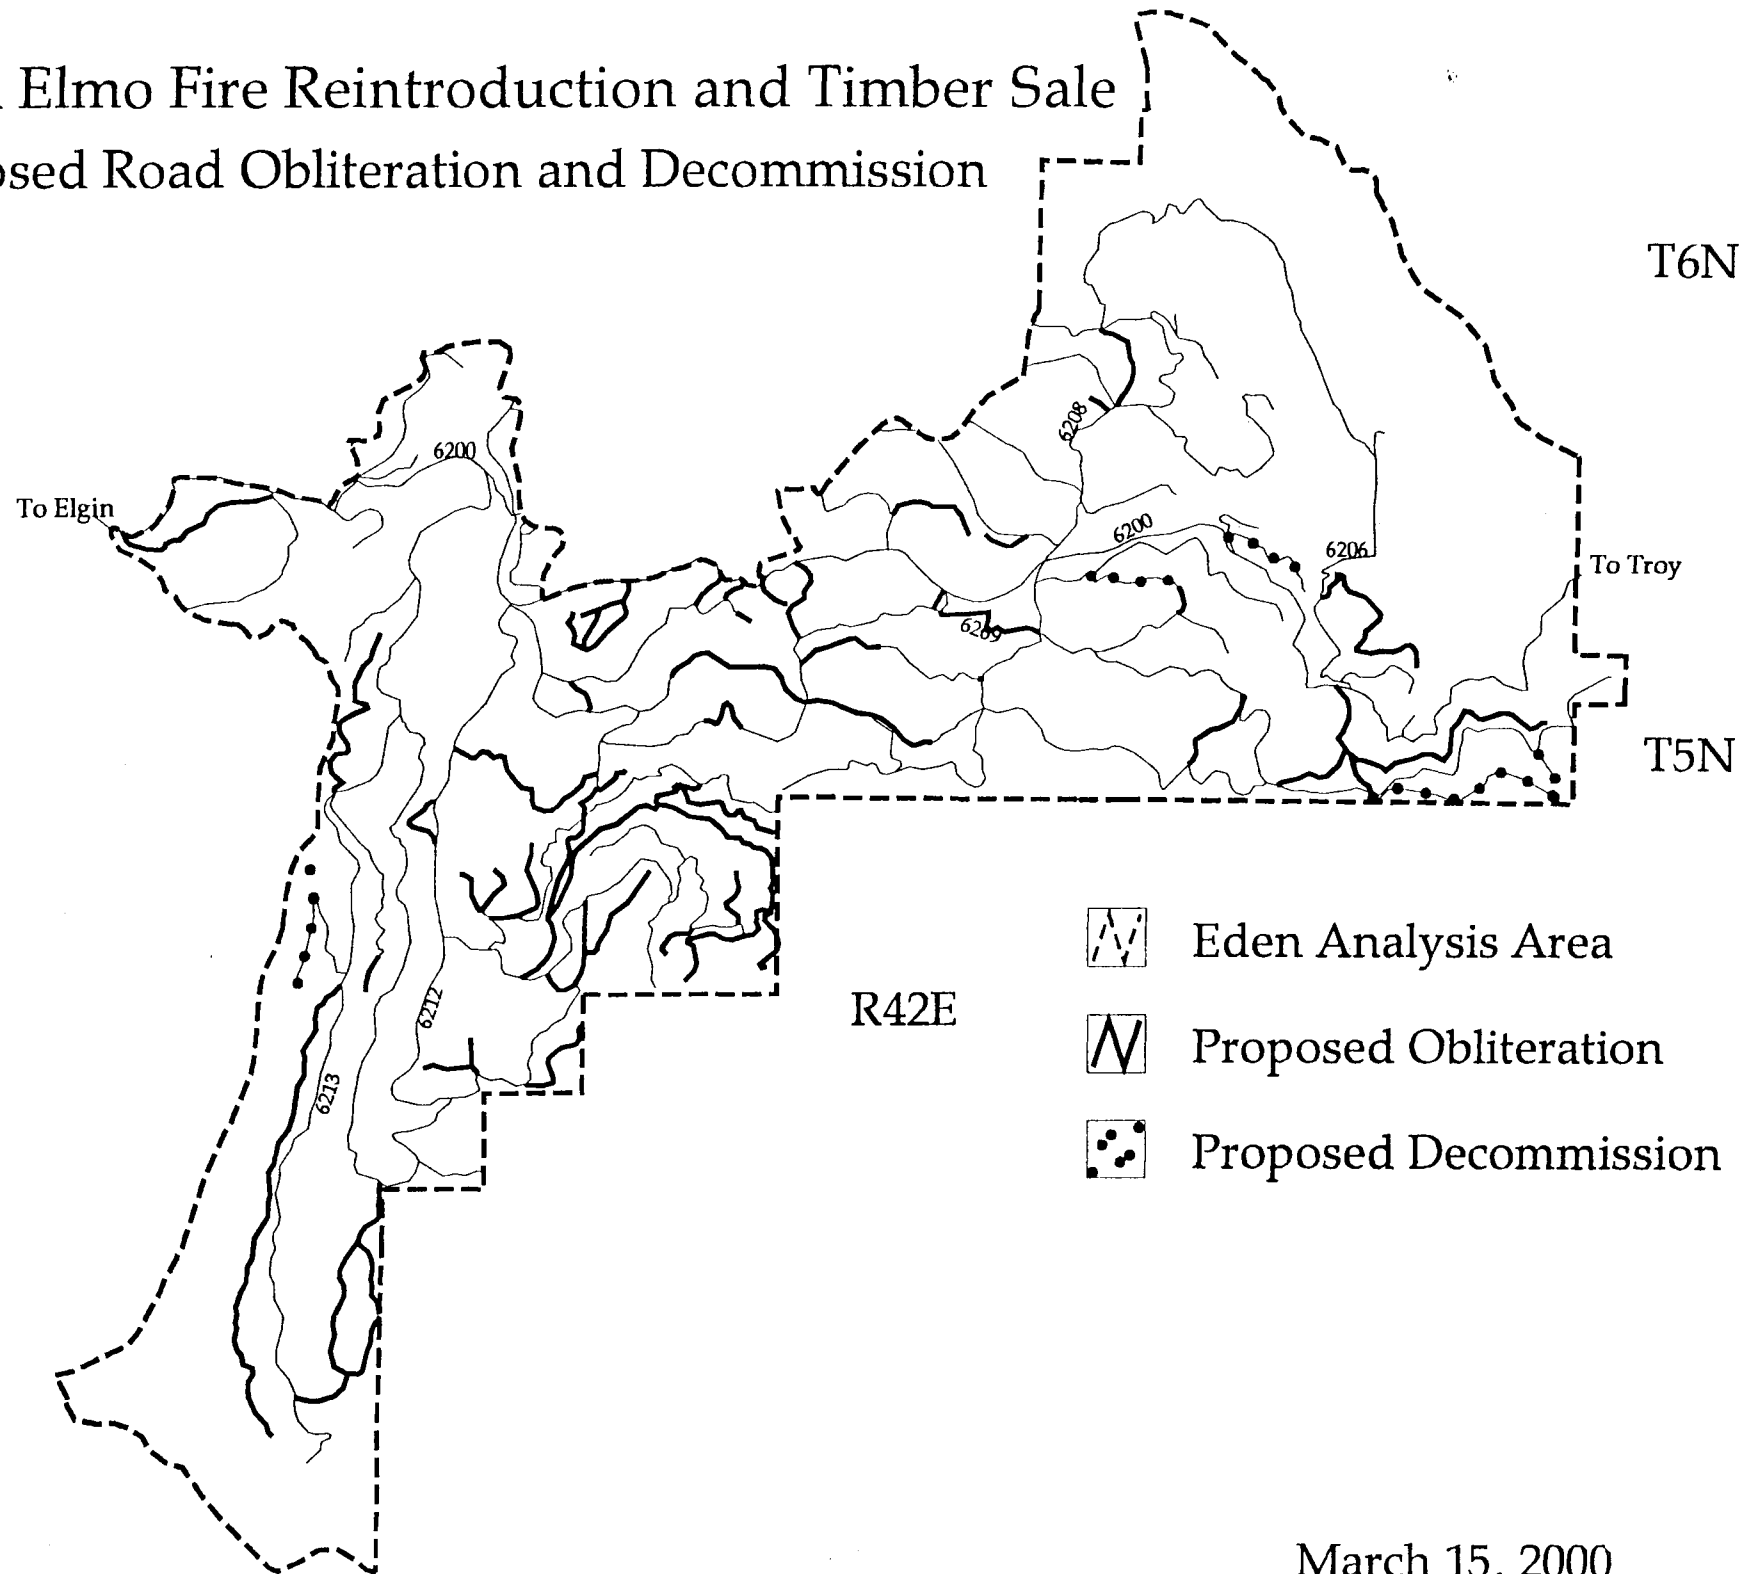 Elmo Fire Reintroduction and Timber Sale
osed Road Obliteration and Decommission
T6N
6208
6200
To Elgin
6200
6206
To Troy
6209
T5N
Eden Analysis Area
R42E
Proposed Obliteration
6212
6213
Proposed Decommission
March 15, 2000